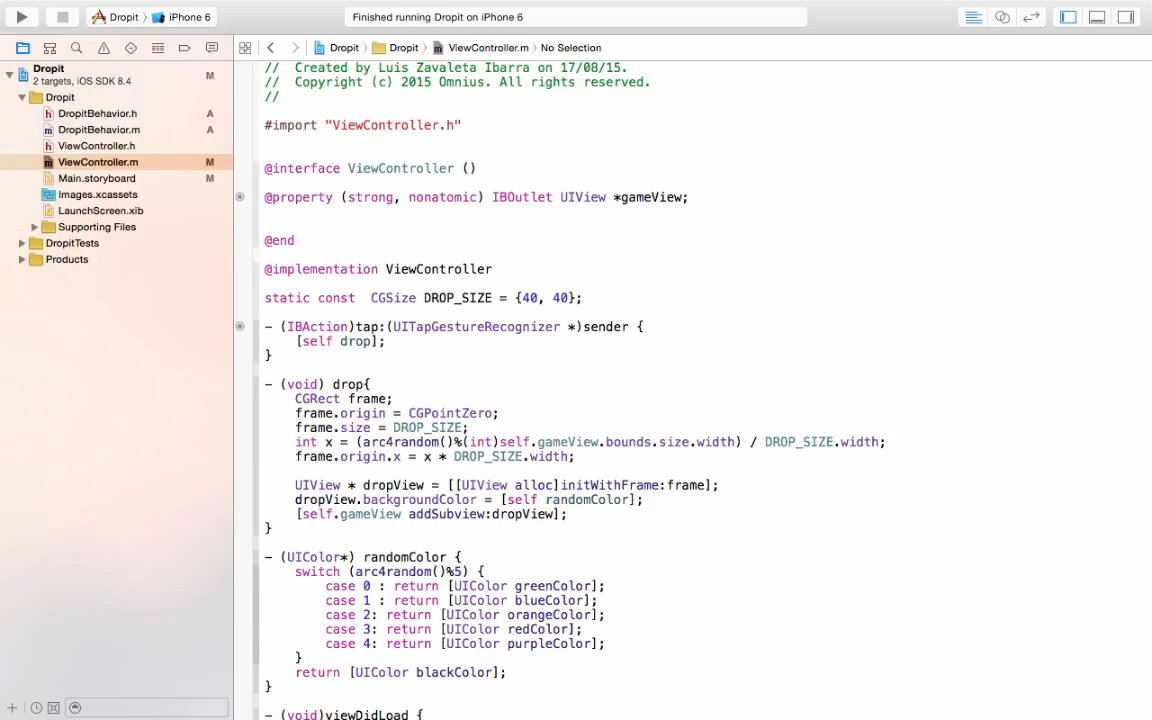 Dropit
iPhone 6
Finished running Dropit on iPhone 6
Dropit
Dropit
ViewController.m
No Selection
Dropit
M
2 targets, iOS SDK 8.4
Dropit
DropitBehavior.h
A
DropitBehavior.m
A
ViewController.h
ViewController.m
M
Main.storyboard
M
Images.xcassets
LaunchScreen.xib
Supporting Files
DropitTests
Products
//  Created by Luis Zavaleta Ibarra on 17/08/15.
//  Copyright (c) 2015 Omnius. All rights reserved.
//
#import "ViewController.h"
@interface ViewController ()
@property (strong, nonatomic) IBOutlet UIView *gameView;
@end
@implementation ViewController
static const  CGSize DROP_SIZE = {40, 40};
- (IBAction)tap:(UITapGestureRecognizer *)sender {
    [self drop];
}
- (void) drop{
    CGRect frame;
    frame.origin = CGPointZero;
    frame.size = DROP_SIZE;
    int x = (arc4random()%(int)self.gameView.bounds.size.width) / DROP_SIZE.width;
    frame.origin.x = x * DROP_SIZE.width;
    UIView * dropView = [[UIView alloc]initWithFrame:frame];
    dropView.backgroundColor = [self randomColor];
    [self.gameView addSubview:dropView];
}
- (UIColor*) randomColor {
    switch (arc4random()%5) {
        case 0 : return [UIColor greenColor];
        case 1 : return [UIColor blueColor];
        case 2: return [UIColor orangeColor];
        case 3: return [UIColor redColor];
        case 4: return [UIColor purpleColor];
    }
    return [UIColor blackColor];
}
- (void)viewDidLoad {